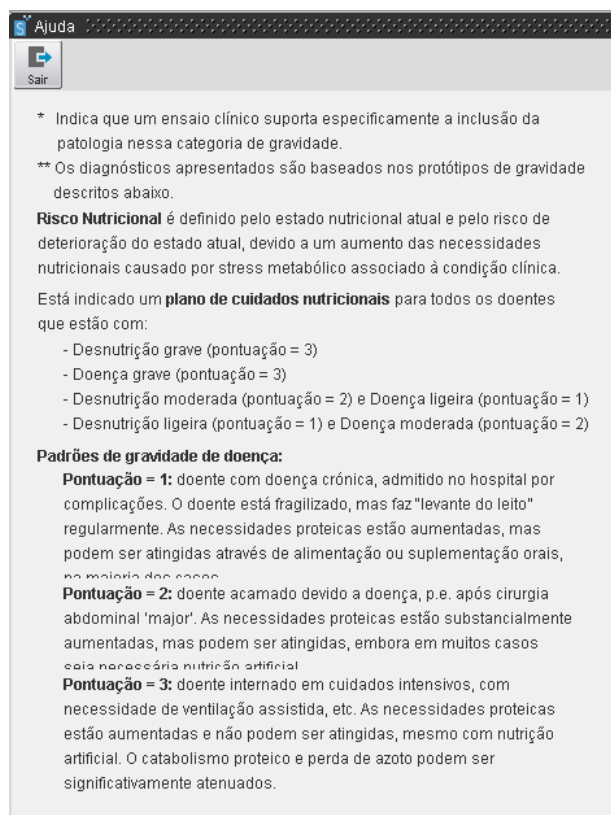 Ajuda
Sair
* Indica que um ensaio clínico suporta especificamente a inclusão da
patologia nessa categoria de gravidade.
** Os diagnósticos apresentados são baseados nos protótipos de gravidade
descritos abaixo.
Risco Nutricional é definido pelo estado nutricional atual e pelo risco de
deterioração do estado atual, devido a um aumento das necessidades
nutricionais causado por stress metabólico associado à condição clínica.
Está indicado um plano de cuidados nutricionais para todos os doentes
que estão com:
- Desnutrição grave (pontuação = 3)
- Doença grave (pontuação = 3)
- Desnutrição moderada (pontuação = 2) e Doença ligeira (pontuação = 1)
- Desnutrição ligeira (pontuação = 1) e Doença moderada (pontuação = 2)
Padrões de gravidade de doença:
Pontuação = 1: doente com doença crónica, admitido no hospital por
complicações. O doente está fragilizado, mas faz "levante do leito"
regularmente. As necessidades proteicas estão aumentadas, mas
podem ser atingidas através de alimentação ou suplementação orais,
na maioria dos casos
Pontuação = 2: doente acamado devido a doença, p.e. após cirurgia
abdominal 'major'. As necessidades proteicas estão substancialmente
aumentadas, mas podem ser atingidas, embora em muitos casos
seja necessária nutrição artificial
Pontuação = 3: doente internado em cuidados intensivos, com
necessidade de ventilação assistida, etc. As necessidades proteicas
estão aumentadas e não podem ser atingidas, mesmo com nutrição
artificial. O catabolismo proteico e perda de azoto podem ser
significativamente atenuados.